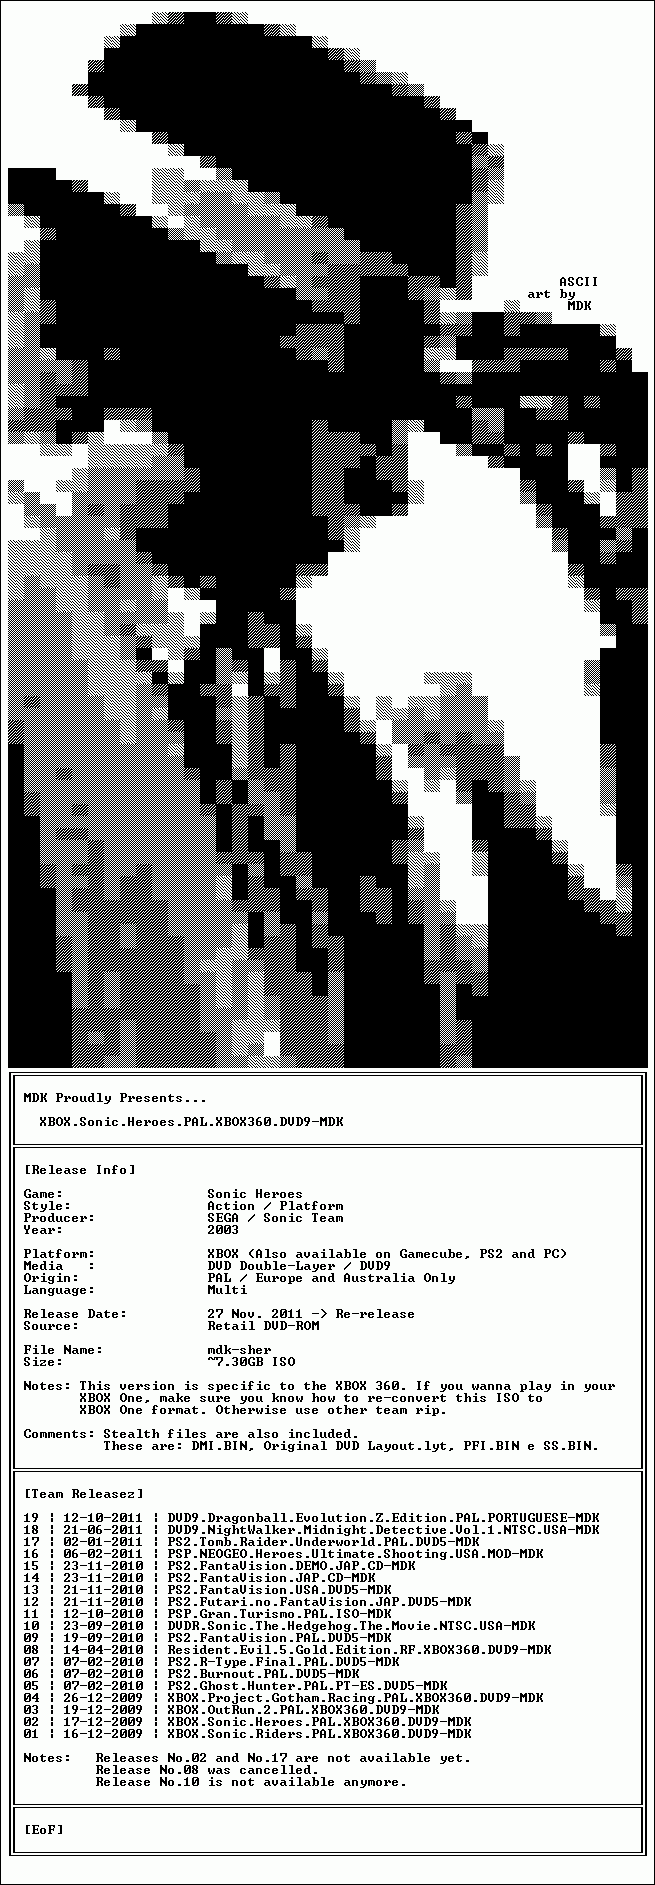 ASCII
art by
MDK
MDK Proudly Presents...
XBOX.Sonic.Heroes.PAL.XBOX360.DVD9-MDK
[Release Info]
Game: Sonic Heroes
Style: Action / Platform
Producer: SEGA / Sonic Team
Year: 2003
Platform: XBOX (Also available on Gamecube, PS2 and PC)
Media   : DVD Double-Layer / DVD9
Origin: PAL / Europe and Australia Only
Language: Multi
Release Date: 27 Nov. 2011 -> Re-release
Source: Retail DVD-ROM
File Name: mdk-sher
Size: ~7.30GB ISO
Notes: This version is specific to the XBOX 360. If you wanna play in your
XBOX One, make sure you know how to re-convert this ISO to
XBOX One format. Otherwise use other team rip.
Comments: Stealth files are also included.
These are: DMI.BIN, Original DVD Layout.lyt, PFI.BIN e SS.BIN.
[Team Releasez]
19 | 12-10-2011 | DVD9.Dragonball.Evolution.Z.Edition.PAL.PORTUGUESE-MDK
18 | 21-06-2011 | DVD9.NightWalker.Midnight.Detective.Vol.1.NTSC.USA-MDK
17 | 02-01-2011 | PS2.Tomb.Raider.Underworld.PAL.DVD5-MDK
16 | 06-02-2011 | PSP.NEOGEO.Heroes.Ultimate.Shooting.USA.MOD-MDK
15 | 23-11-2010 | PS2.FantaVision.DEMO.JAP.CD-MDK
14 | 23-11-2010 | PS2.FantaVision.JAP.CD-MDK
13 | 21-11-2010 | PS2.FantaVision.USA.DVD5-MDK
12 | 21-11-2010 | PS2.Futari.no.FantaVision.JAP.DVD5-MDK
11 | 12-10-2010 | PSP.Gran.Turismo.PAL.ISO-MDK
10 | 23-09-2010 | DVDR.Sonic.The.Hedgehog.The.Movie.NTSC.USA-MDK
09 | 19-09-2010 | PS2.FantaVision.PAL.DVD5-MDK
08 | 14-04-2010 | Resident.Evil.5.Gold.Edition.RF.XBOX360.DVD9-MDK
07 | 07-02-2010 | PS2.R-Type.Final.PAL.DVD5-MDK
06 | 07-02-2010 | PS2.Burnout.PAL.DVD5-MDK
05 | 07-02-2010 | PS2.Ghost.Hunter.PAL.PT-ES.DVD5-MDK
04 | 26-12-2009 | XBOX.Project.Gotham.Racing.PAL.XBOX360.DVD9-MDK
03 | 19-12-2009 | XBOX.OutRun.2.PAL.XBOX360.DVD9-MDK
02 | 17-12-2009 | XBOX.Sonic.Heroes.PAL.XBOX360.DVD9-MDK
01 | 16-12-2009 | XBOX.Sonic.Riders.PAL.XBOX360.DVD9-MDK
Notes:   Releases No.02 and No.17 are not available yet.
Release No.08 was cancelled.
Release No.10 is not available anymore.
[EoF]